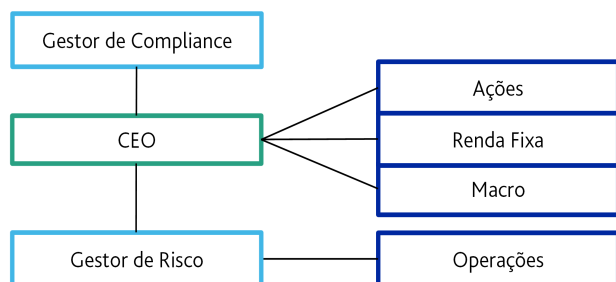 Gestor de Compliance
Ações
CEO
Renda Fixa
Macro
Gestor de Risco
Operações